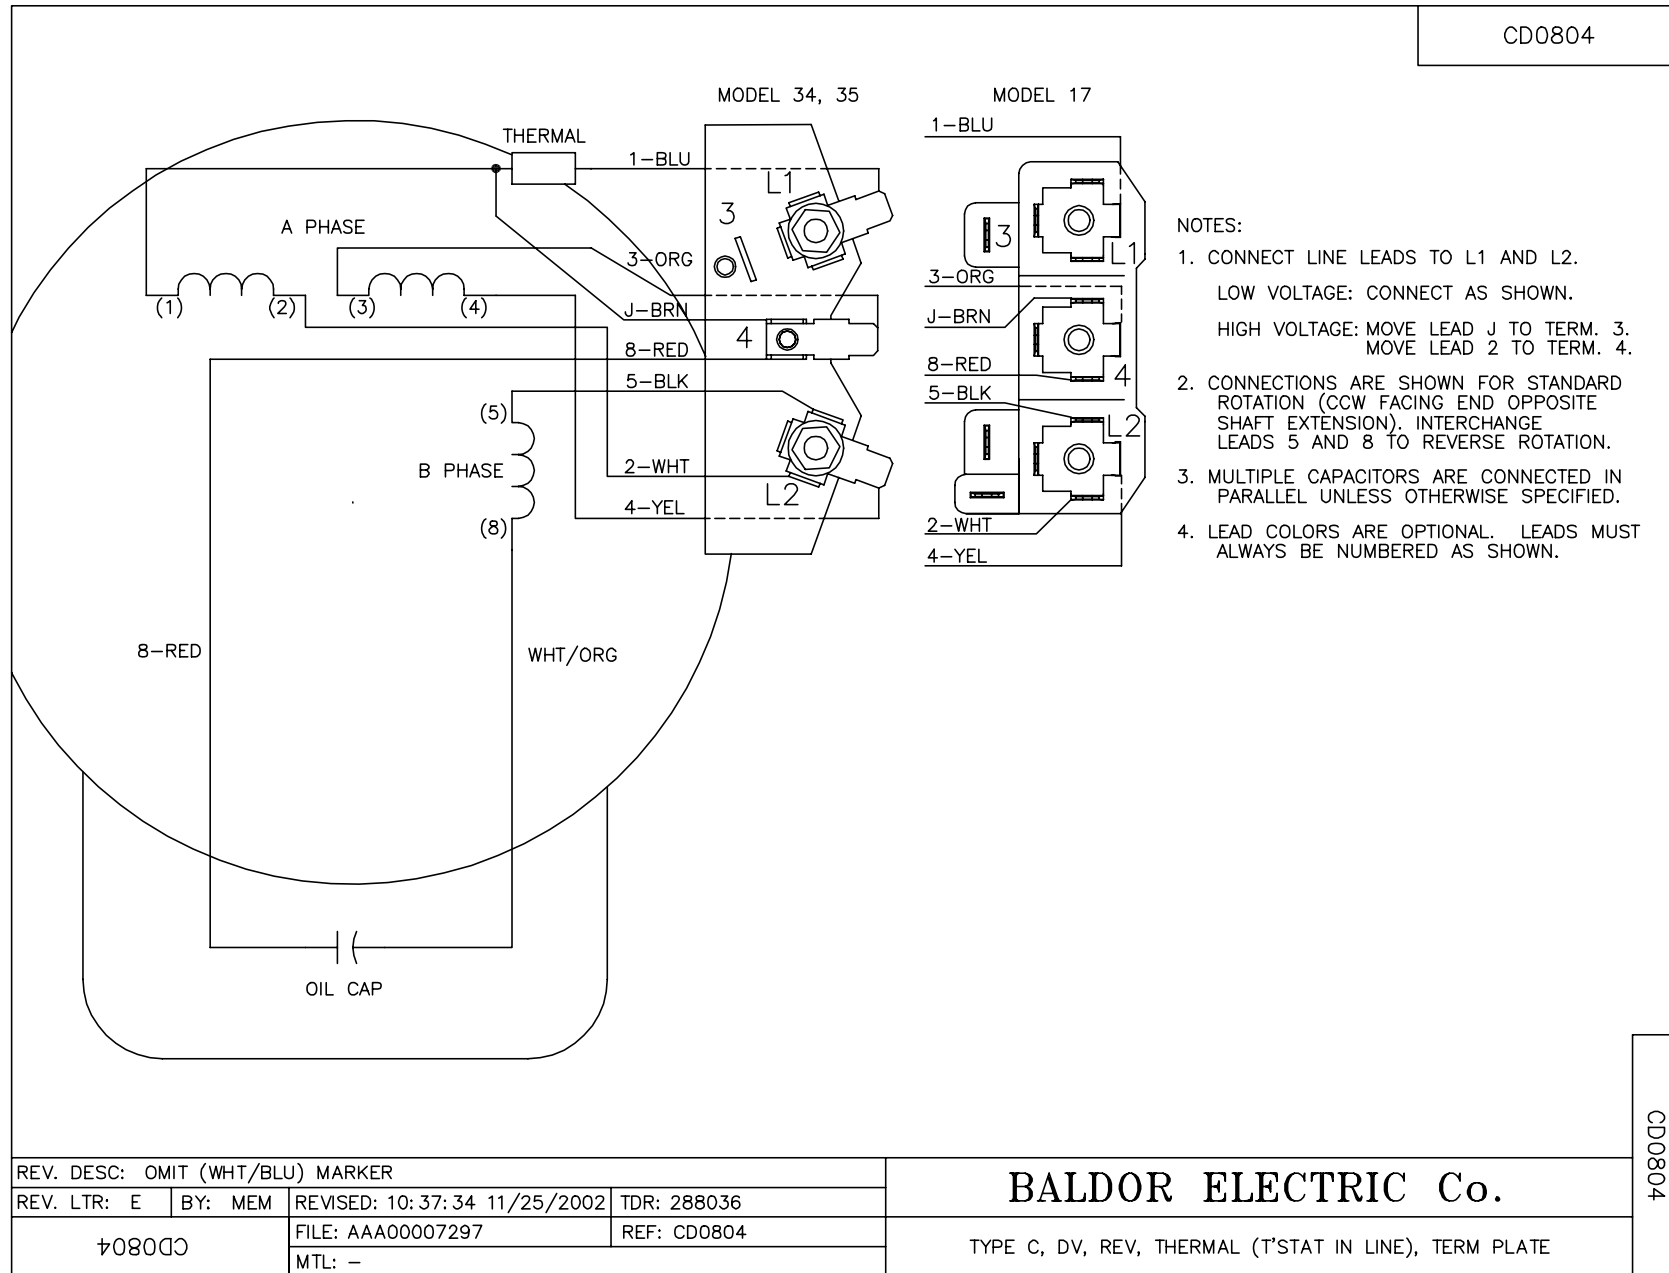 CD0804
MODEL 34, 35
MODEL 17
THERMAL
1-BLU
L1
3
A PHASE
3-ORG
(1)
(2)
(3)
(4)
J-BRN
4
8-RED
5-BLK
(5)
B PHASE
2-WHT
L2
4-YEL
(8)
8-RED
WHT/ORG
OIL CAP
1-BLU
3
L1
3-ORG
J-BRN
8-RED
4
5-BLK
L2
2-WHT
4-YEL
NOTES:
1. CONNECT LINE LEADS TO L1 AND L2.
LOW VOLTAGE: CONNECT AS SHOWN.
HIGH VOLTAGE: MOVE LEAD J TO TERM. 3.
MOVE LEAD 2 TO TERM. 4.
2. CONNECTIONS ARE SHOWN FOR STANDARD
ROTATION (CCW FACING END OPPOSITE
SHAFT EXTENSION). INTERCHANGE
LEADS 5 AND 8 TO REVERSE ROTATION.
3. MULTIPLE CAPACITORS ARE CONNECTED IN
PARALLEL UNLESS OTHERWISE SPECIFIED.
4. LEAD COLORS ARE OPTIONAL. LEADS MUST
ALWAYS BE NUMBERED AS SHOWN.
CD0804
REV. DESC: OMIT (WHT/BLU) MARKER
REV. LTR: E BY: MEM REVISED: 10:37:34 11/25/2002 TDR: 288036
CD0804
FILE: AAA00007297 REF: CD0804
MTL: -
BALDOR ELECTRIC Co.
TYPE C, DV, REV, THERMAL (T'STAT IN LINE), TERM PLATE